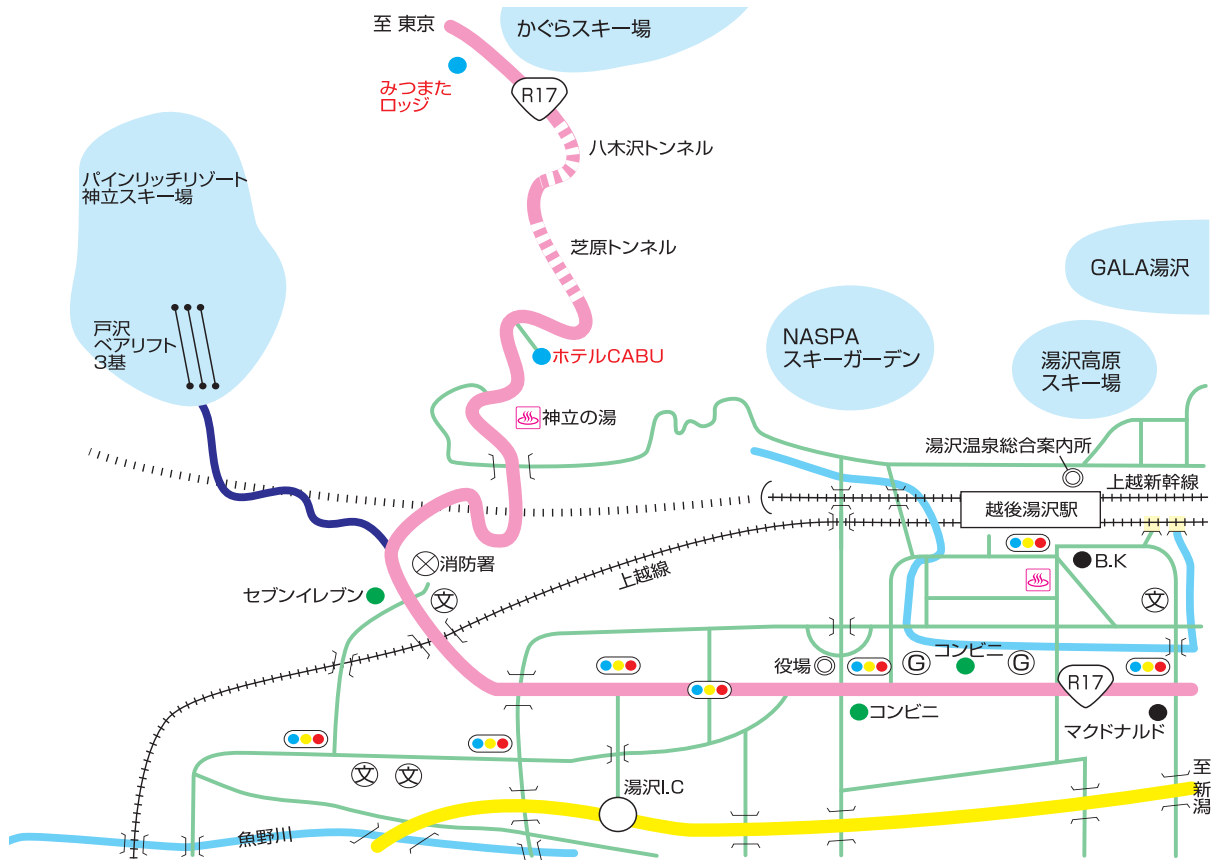 至 東京
かぐらスキー場
みつまた
ロッジ
R17
八木沢トンネル
パインリッチリゾート
神立スキー場
芝原トンネル
GALA湯沢
戸沢
ペアリフト
3基
ホテルCABU
NASPA
スキーガーデン
湯沢高原
スキー場
神立の湯
湯沢温泉総合案内所
上越新幹線
越後湯沢駅
消防署
上越線
B.K
セブンイレブン
文
文
役場
G
コンビニ
G
R17
コンビニ
マクドナルド
文
文
湯沢I.C
至
新
潟
魚野川